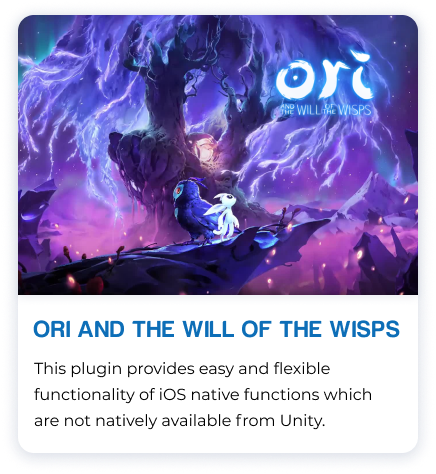 ori
AND THE WILL OF THE WISPS
ORI AND THE WILL OF THE WISPS
This plugin provides easy and flexible
functionality of iOS native functions which
are not natively available from Unity.